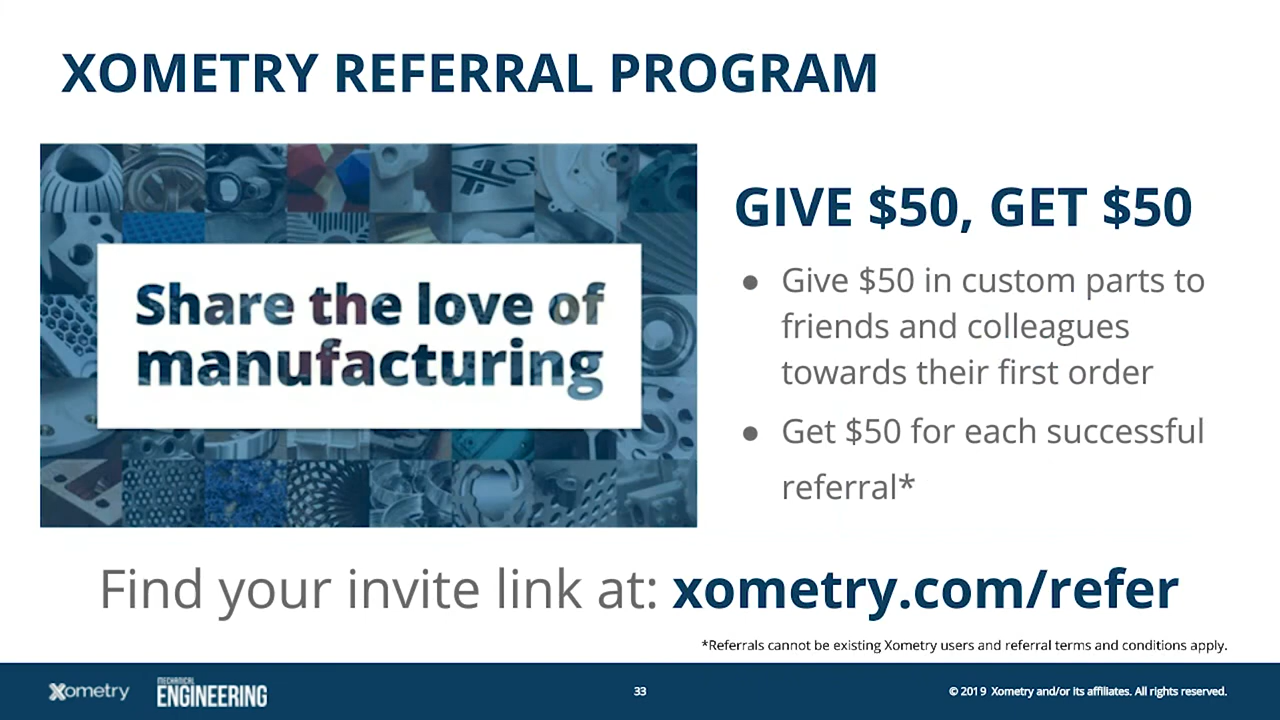 XOMETRY REFERRAL PROGRAM
Share the love of
manufacturing
GIVE $50, GET $50
● Give $50 in custom parts to
friends and colleagues
towards their first order
● Get $50 for each successful
referral*
Find your invite link at: xometry.com/refer
*Referrals cannot be existing Xometry users and referral terms and conditions apply.
Xometry
MECHANICAL
ENGINEERING
33
© 2019 Xometry and/or its affiliates. All rights reserved.